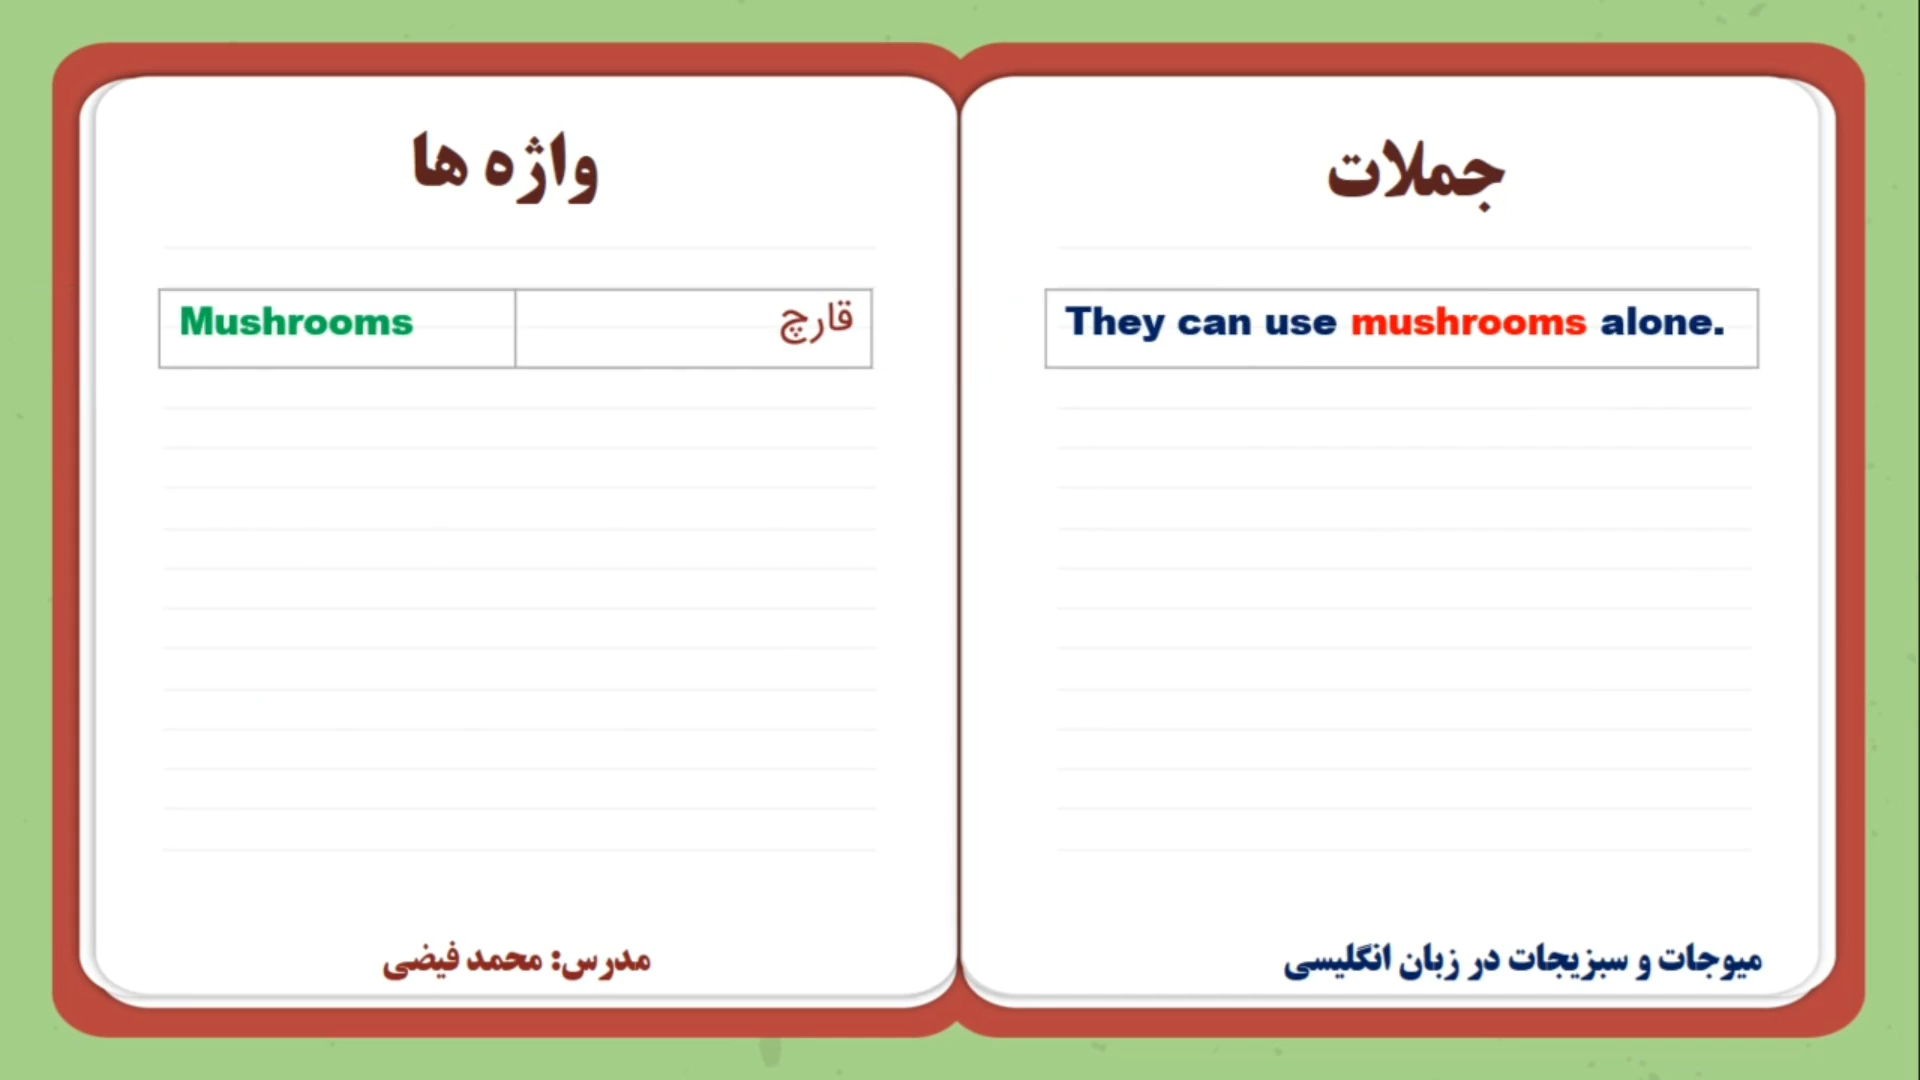 واژه ها
Mushrooms
قارچ
مدرس: محمد فیضی
جملات
They can use mushrooms alone.
میوجات و سبزیجات در زبان انگلیسی